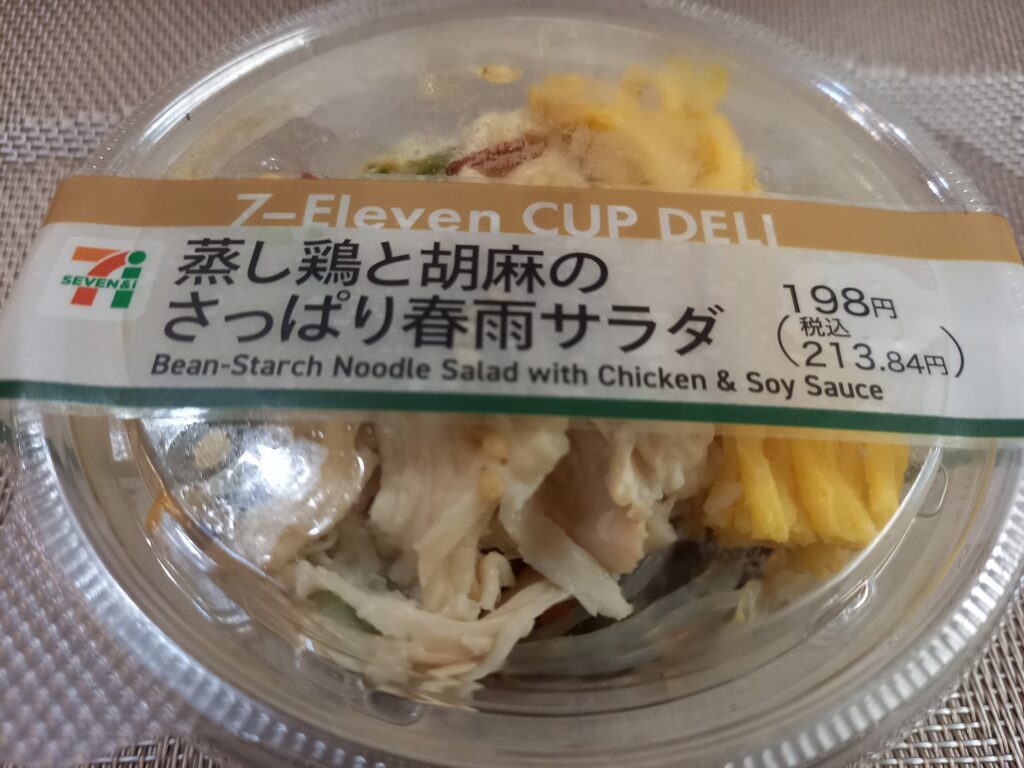 7-Eleven CUP DELI
SEVEN&i
蒸し鶏と胡麻の
さっぱり春雨サラダ
Bean-Starch Noodle Salad with Chicken & Soy Sauce
198円
(税込
213.84円)